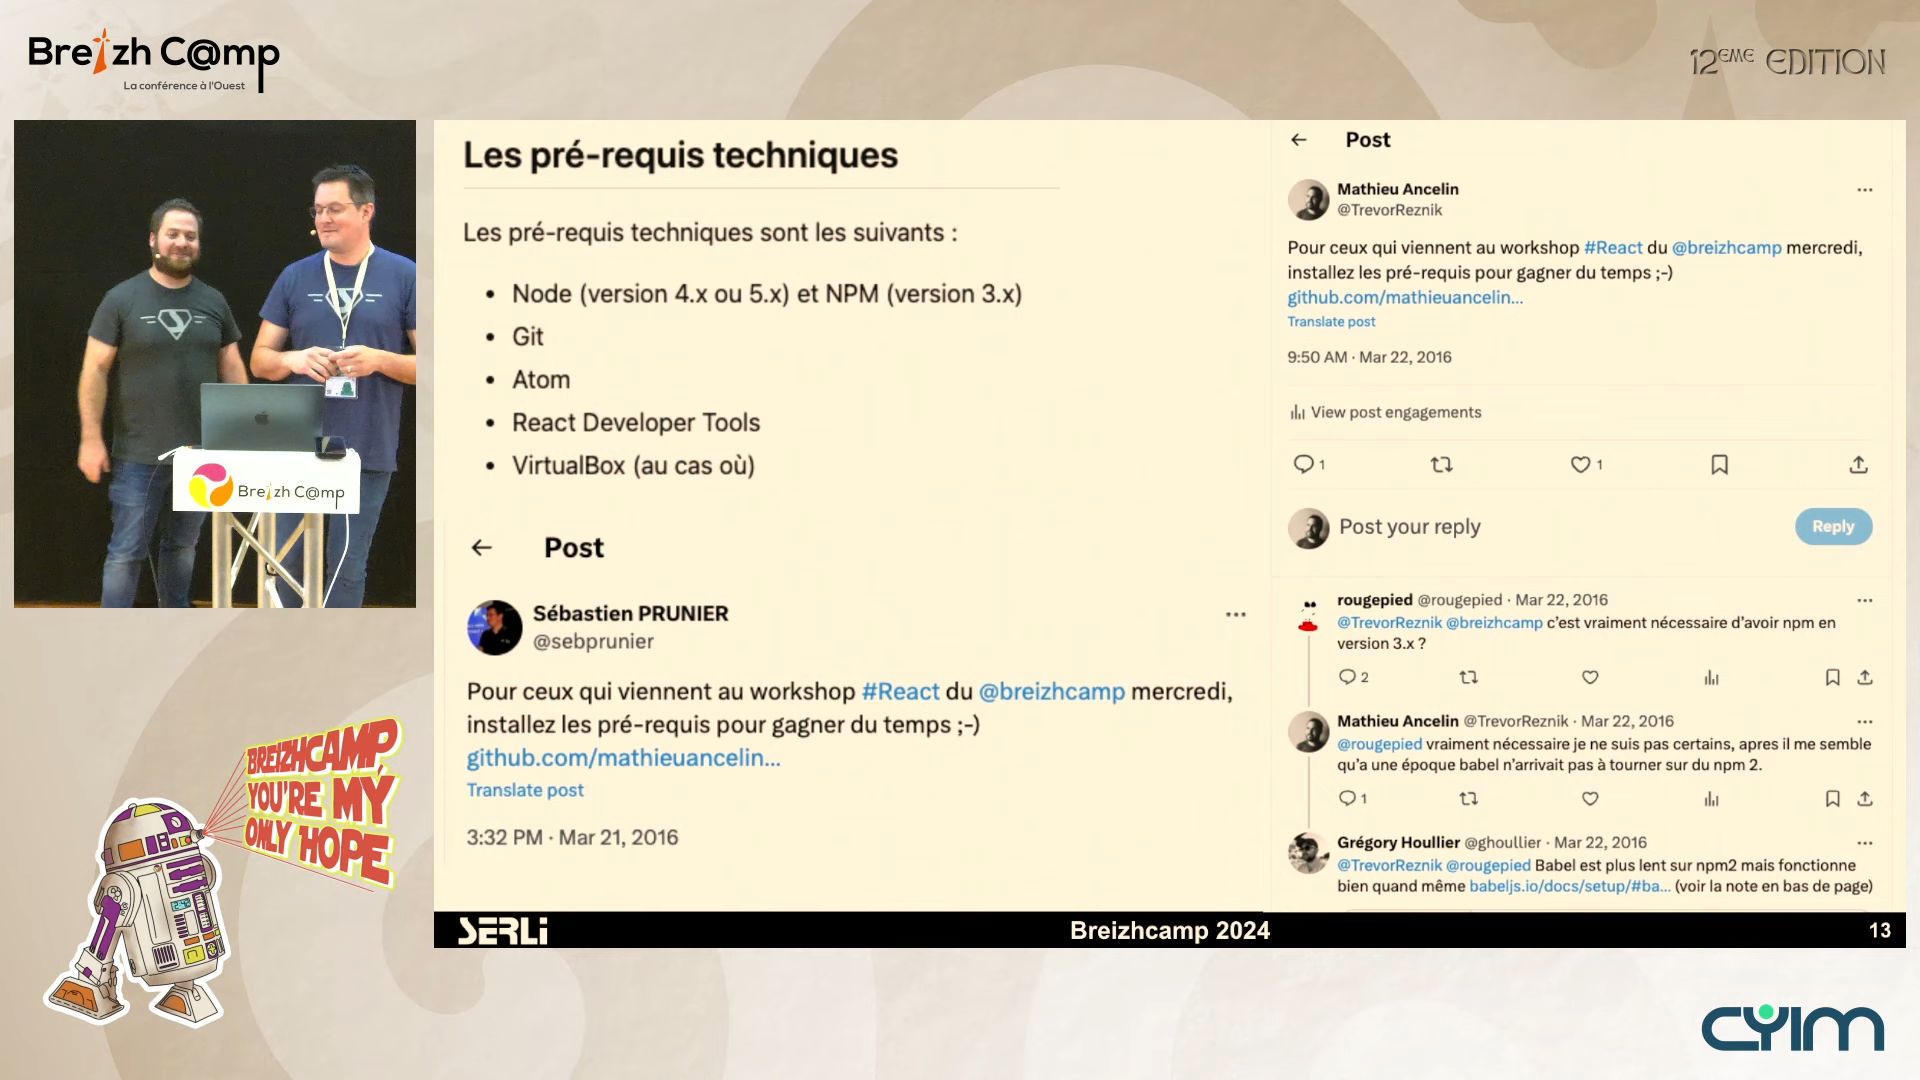 Breizh C@mp
La conférence à l'Ouest
12EME EDITION
Les pré-requis techniques
Les pré-requis techniques sont les suivants :
• Node (version 4.x ou 5.x) et NPM (version 3.x)
• Git
• Atom
• React Developer Tools
• VirtualBox (au cas où)
Post
Sébastien PRUNIER
@sebprunier
Pour ceux qui viennent au workshop #React du @breizhcamp mercredi,
installez les pré-requis pour gagner du temps ;-)
github.com/mathieuancelin...
Translate post
3:32 PM · Mar 21, 2016
Post
Mathieu Ancelin
@TrevorReznik
Pour ceux qui viennent au workshop #React du @breizhcamp mercredi,
installez les pré-requis pour gagner du temps ;-)
github.com/mathieuancelin...
Translate post
9:50 AM · Mar 22, 2016
View post engagements
1 1
Post your reply
Reply
rougepied @rougepied · Mar 22, 2016
@TrevorReznik @breizhcamp c'est vraiment nécessaire d'avoir npm en
version 3.x ?
2
Mathieu Ancelin @TrevorReznik · Mar 22, 2016
@rougepied vraiment nécessaire je ne suis pas certains, apres il me semble
qu'a une époque babel n'arrivait pas à tourner sur du npm 2.
1
Grégory Houllier @ghoullier · Mar 22, 2016
@TrevorReznik @rougepied Babel est plus lent sur npm2 mais fonctionne
bien quand même babeljs.io/docs/setup/#ba... (voir la note en bas de page)
SERLi
Breizhcamp 2024
13
Breizh C@mp
BREIZHCAMP,
YOU'RE MY
ONLY HOPE
CYIM